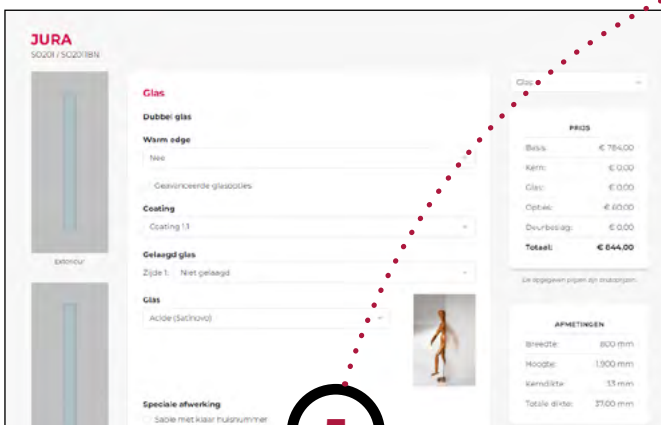 JURA
SO201 / SO201IBN
Exterieur
Glas
Dubbel glas
Warm edge
Nee
Geavanceerde glasopties
Coating
Coating 1.1
Gelaagd glas
Zijde 1: Niet gelaagd
Glas
Acide (Satinovo)
Speciale afwerking
Sablé met klaar huisnummer
Glas
PRIJS
Basis: € 784,00
Kern: € 0,00
Glas: € 0,00
Opties: € 60,00
Deurbeslag: € 0,00
Totaal: € 844,00
De opgegeven prijzen zijn brutoprijzen.
AFMETINGEN
Breedte: 800 mm
Hoogte: 1.900 mm
Kerndikte: 33 mm
Totale dikte: 37,00 mm